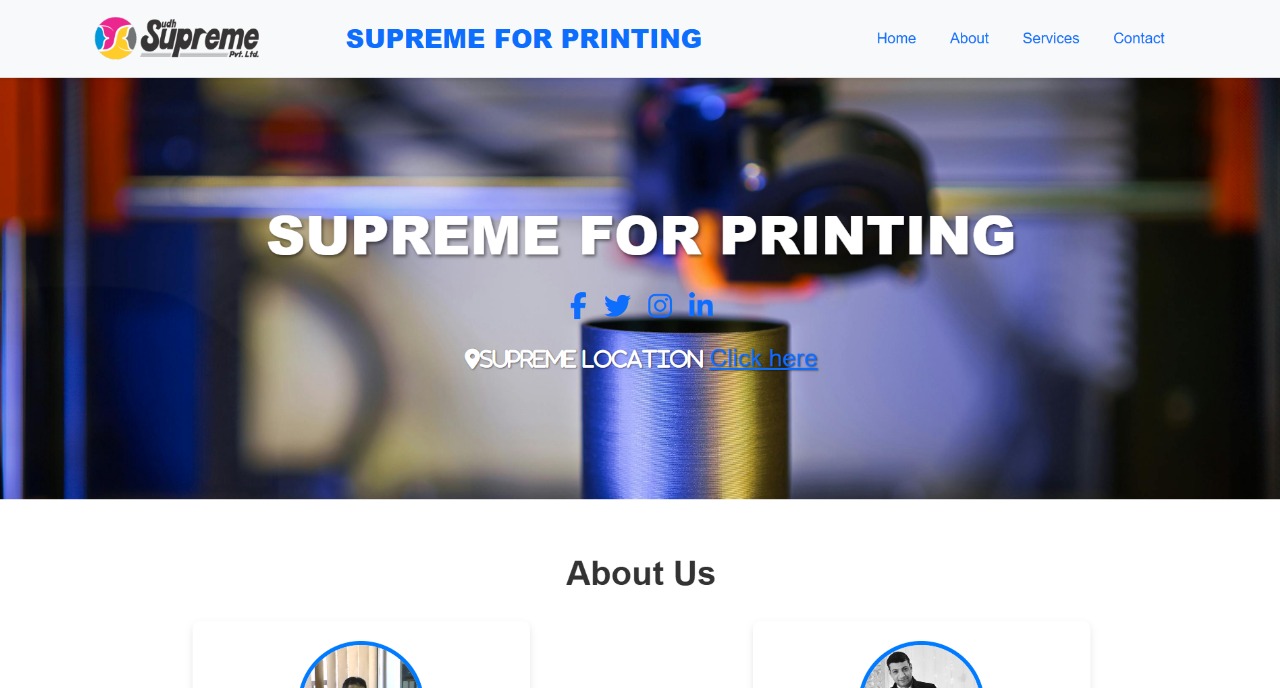 Sudh
Supreme
Pvt. Ltd.
SUPREME FOR PRINTING
Home
About
Services
Contact
SUPREME FOR PRINTING
SUPREME LOCATION Click here
About Us